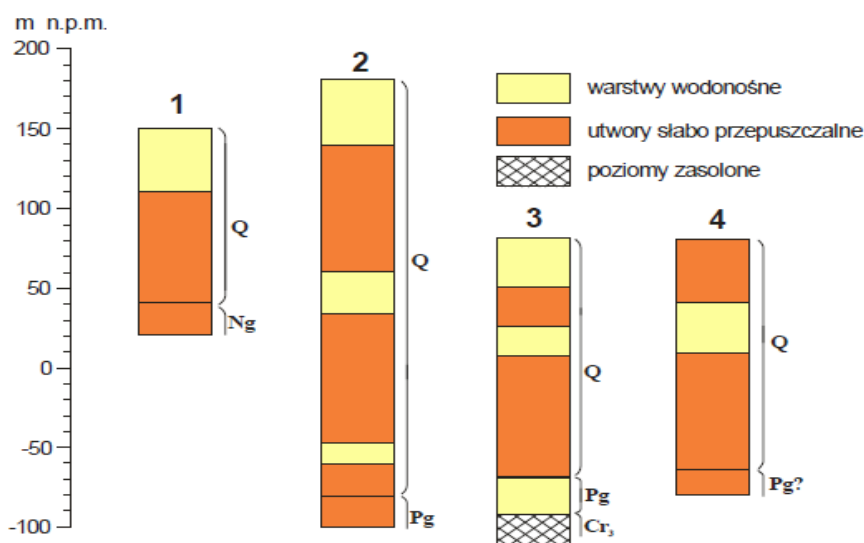 m n.p.m.
200
150
100
50
0
-50
-100
1
Q
Ng
2
Q
Pg
warstwy wodonośne
utwory słabo przepuszczalne
poziomy zasolone
3
Q
Pg
Cr₃
4
Q
Pg?